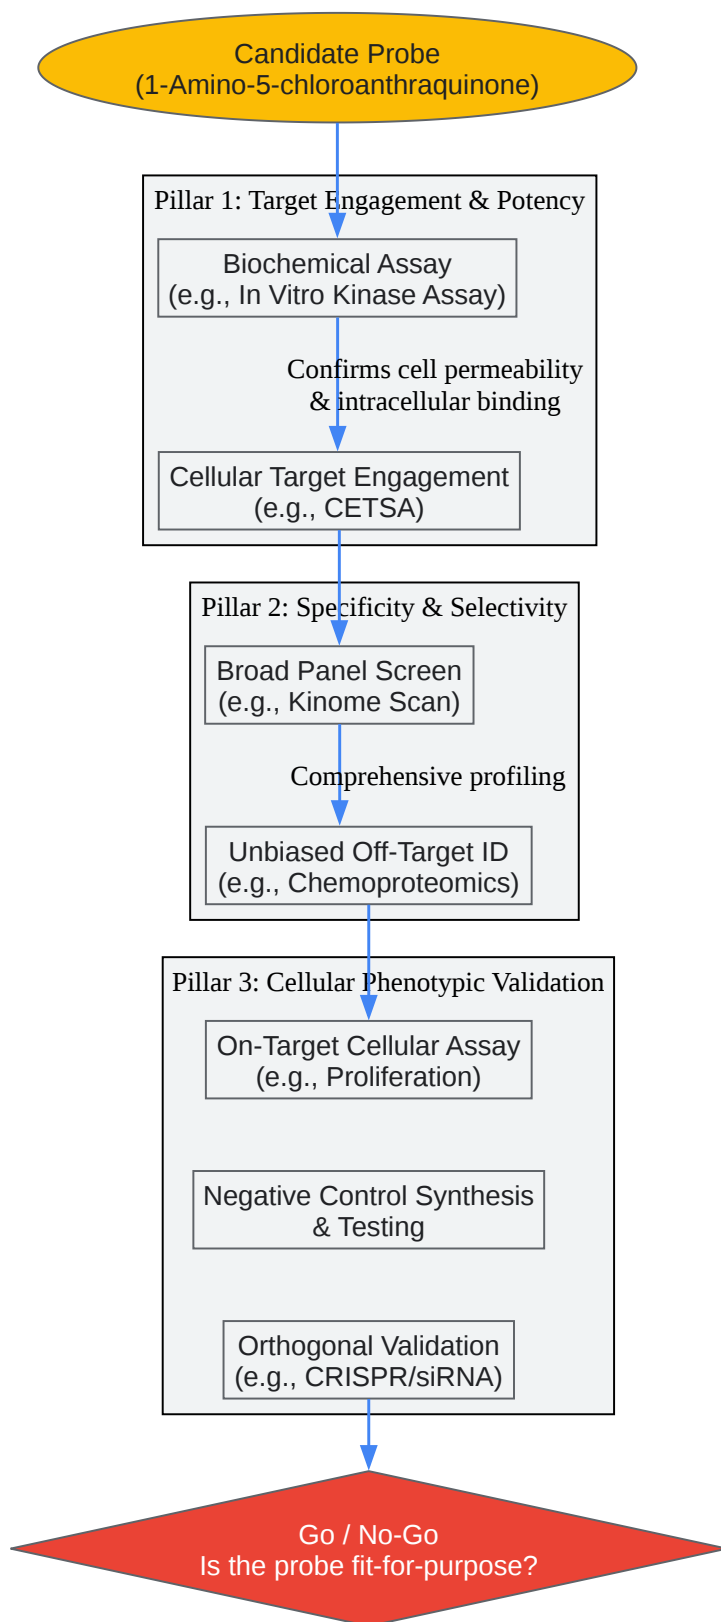 Candidate Probe
(1-Amino-5-chloroanthraquinone)
Pillar 1: Target Engagement & Potency
Biochemical Assay
(e.g., In Vitro Kinase Assay)
Confirms cell permeability
& intracellular binding
Cellular Target Engagement
(e.g., CETSA)
Pillar 2: Specificity & Selectivity
Broad Panel Screen
(e.g., Kinome Scan)
Comprehensive profiling
Unbiased Off-Target ID
(e.g., Chemoproteomics)
Pillar 3: Cellular Phenotypic Validation
On-Target Cellular Assay
(e.g., Proliferation)
Negative Control Synthesis
& Testing
Orthogonal Validation
(e.g., CRISPR/siRNA)
Go / No-Go
Is the probe fit-for-purpose?